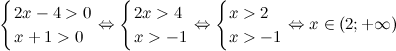 {2x − 4 > 0 ⇔ {2x > 4 ⇔ {x > 2 ⇔ x ∈ (2; +∞)
{x + 1 > 0 {x > −1 {x > −1